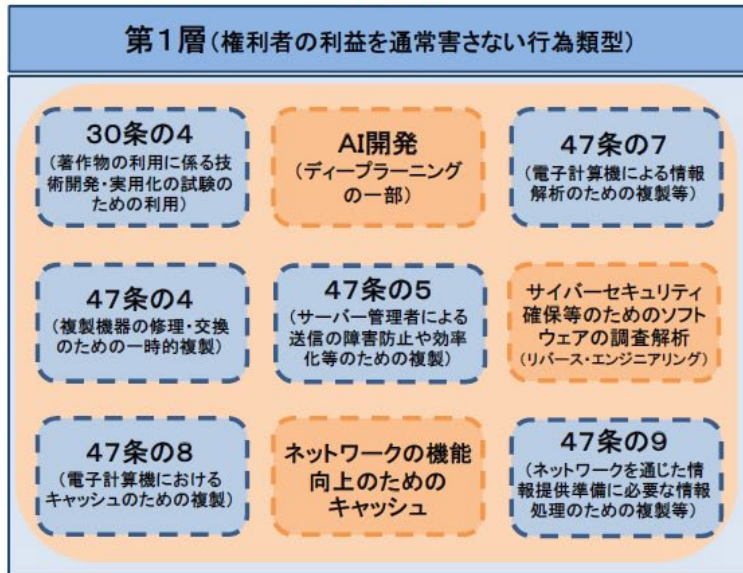 第1層(権利者の利益を通常害さない行為類型)
30条の4
(著作物の利用に係る技
術開発・実用化の試験の
ための利用)
AI開発
(ディープラーニング
の一部)
47条の7
(電子計算機による情報
解析のための複製等)
47条の4
(複製機器の修理・交換
のための一時的複製)
47条の5
(サーバー管理者による
送信の障害防止や効率
化等のための複製)
サイバーセキュリティ
確保等のためのソフト
ウェアの調査解析
(リバース・エンジニアリング)
47条の8
(電子計算機における
キャッシュのための複製)
ネットワークの機能
向上のための
キャッシュ
47条の9
(ネットワークを通じた情
報提供準備に必要な情報
処理のための複製等)